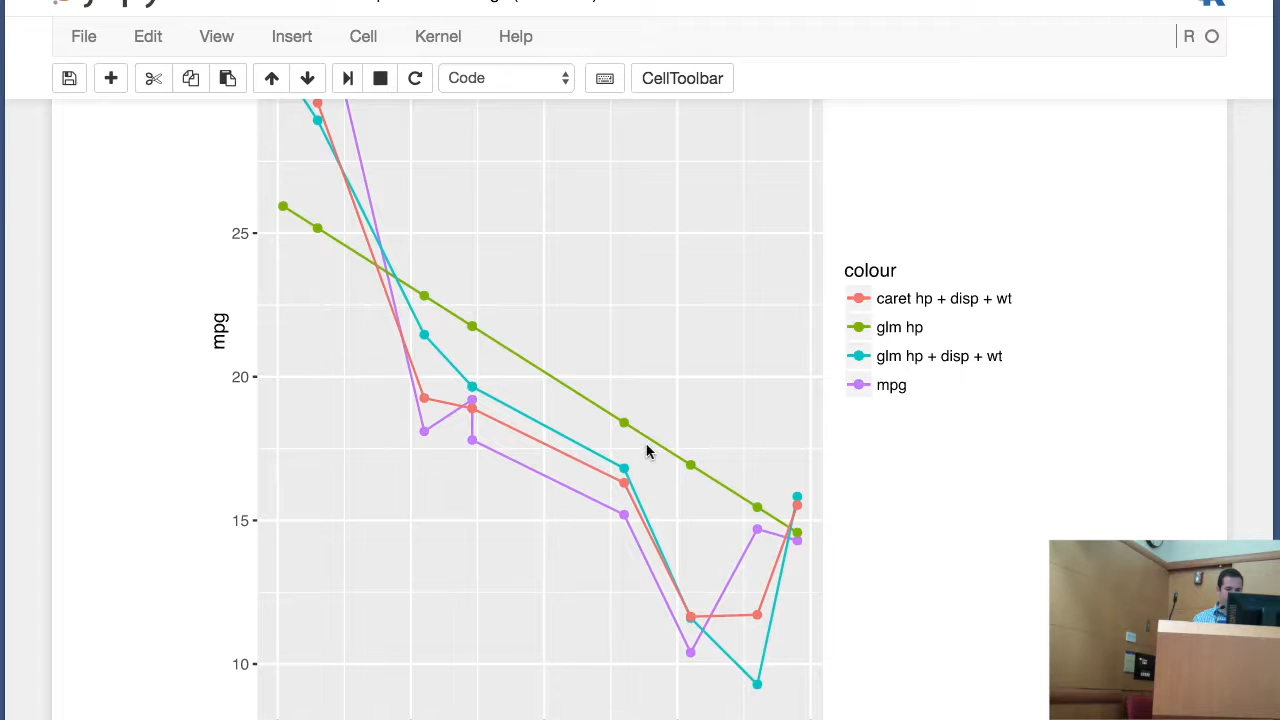 File Edit View Insert Cell Kernel Help R
Code CellToolbar
25
20
15
10
mpg
colour
caret hp + disp + wt
glm hp
glm hp + disp + wt
mpg